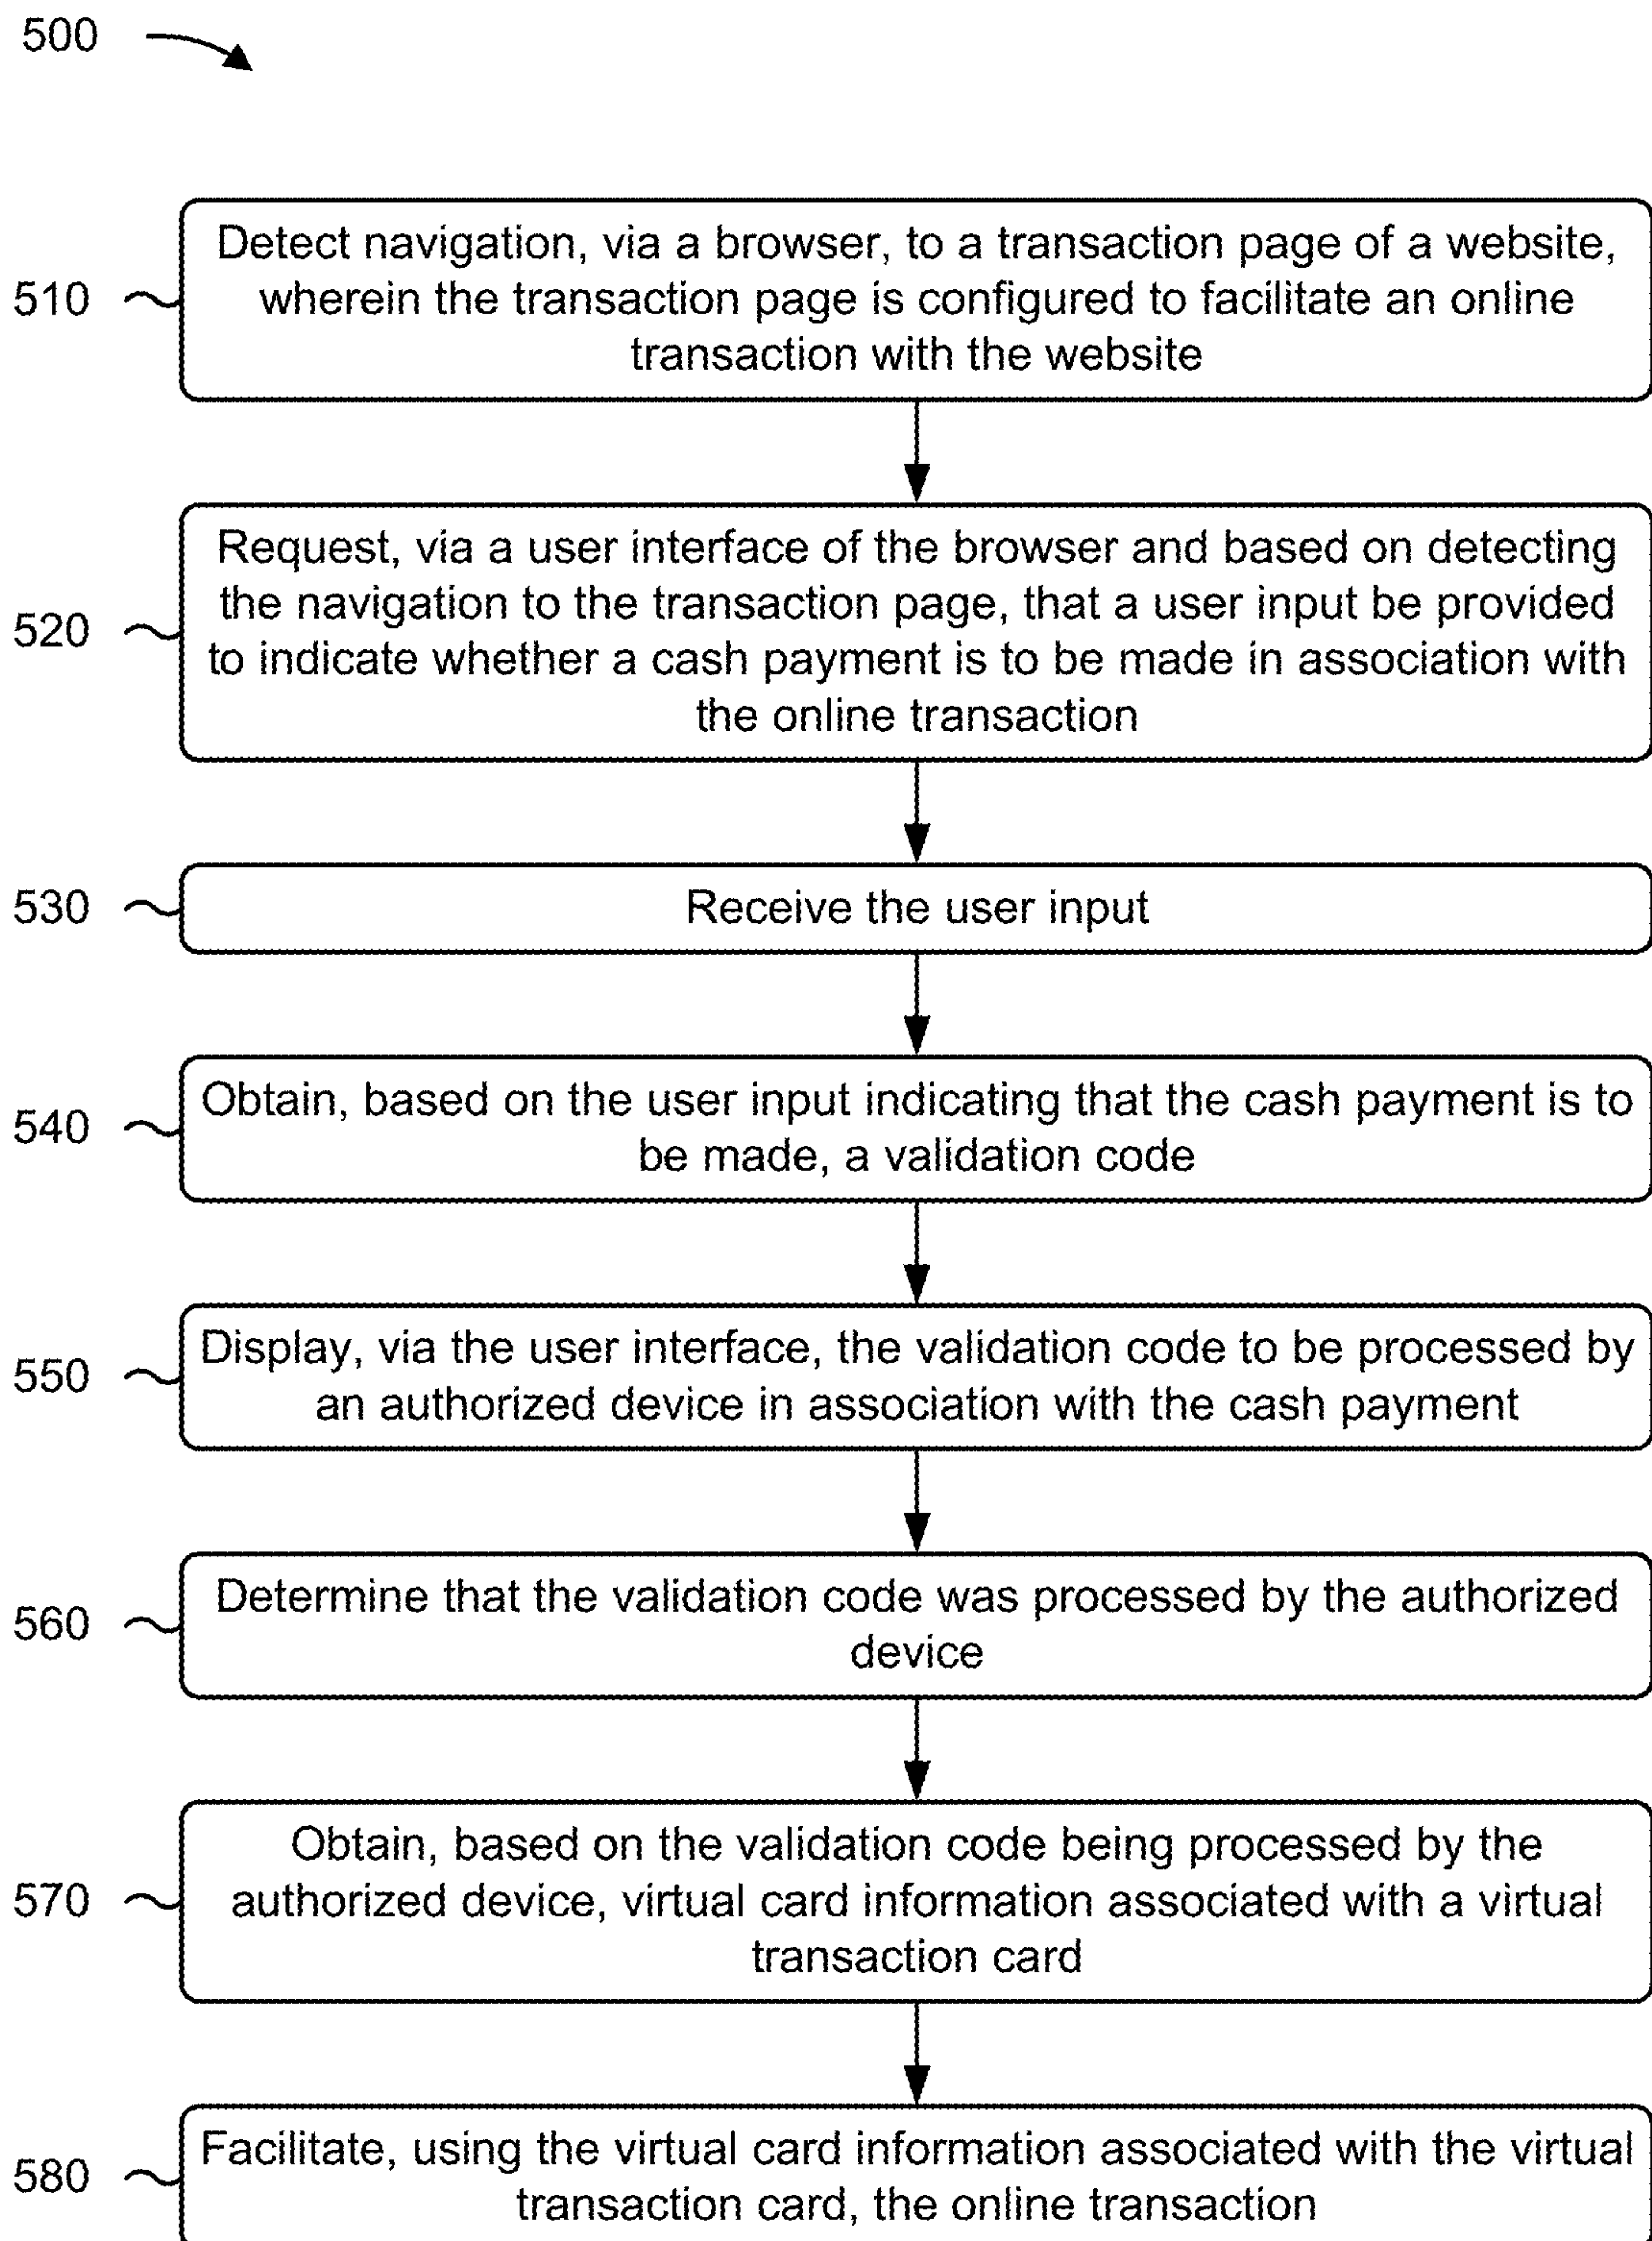 500
510
Detect navigation, via a browser, to a transaction page of a website,
wherein the transaction page is configured to facilitate an online
transaction with the website
520
Request, via a user interface of the browser and based on detecting
the navigation to the transaction page, that a user input be provided
to indicate whether a cash payment is to be made in association with
the online transaction
530
Receive the user input
540
Obtain, based on the user input indicating that the cash payment is to
be made, a validation code
550
Display, via the user interface, the validation code to be processed by
an authorized device in association with the cash payment
560
Determine that the validation code was processed by the authorized
device
570
Obtain, based on the validation code being processed by the
authorized device, virtual card information associated with a virtual
transaction card
580
Facilitate, using the virtual card information associated with the virtual
transaction card, the online transaction